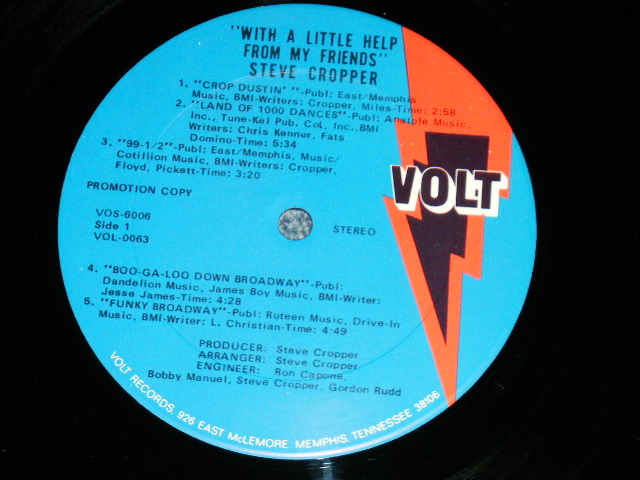 "WITH A LITTLE HELP
FROM MY FRIENDS"
STEVE CROPPER
1. "CROP DUSTIN' "-Publ: East/Memphis
Music, BMI-Writers: Cropper, Miles-Time: 2:58
2. "LAND OF 1000 DANCES"-Publ: Anatole Music,
Inc., Tune-Kel Pub. Co., Inc., BMI
Writers: Chris Kenner, Fats
Domino-Time: 5:34
3. "99-1/2"-Publ: East/Memphis, Music/
Cotillion Music, BMI-Writers: Cropper,
Floyd, Pickett-Time: 3:20
PROMOTION COPY
VOLT
VOS-6006
Side 1
VOL-0063
STEREO
4. "BOO-GA-LOO DOWN BROADWAY"-Publ:
Dandelion Music, James Boy Music, BMI-Writer:
Jesse James-Time: 4:28
5. "FUNKY BROADWAY"-Publ: Ruteen Music, Drive-In
Music, BMI-Writer: L. Christian-Time: 4:49
PRODUCER: Steve Cropper
ARRANGER: Steve Cropper
ENGINEER: Ron Capone,
Bobby Manuel, Steve Cropper, Gordon Rudd
VOLT RECORDS, 926 EAST McLEMORE, MEMPHIS, TENNESSEE 38106